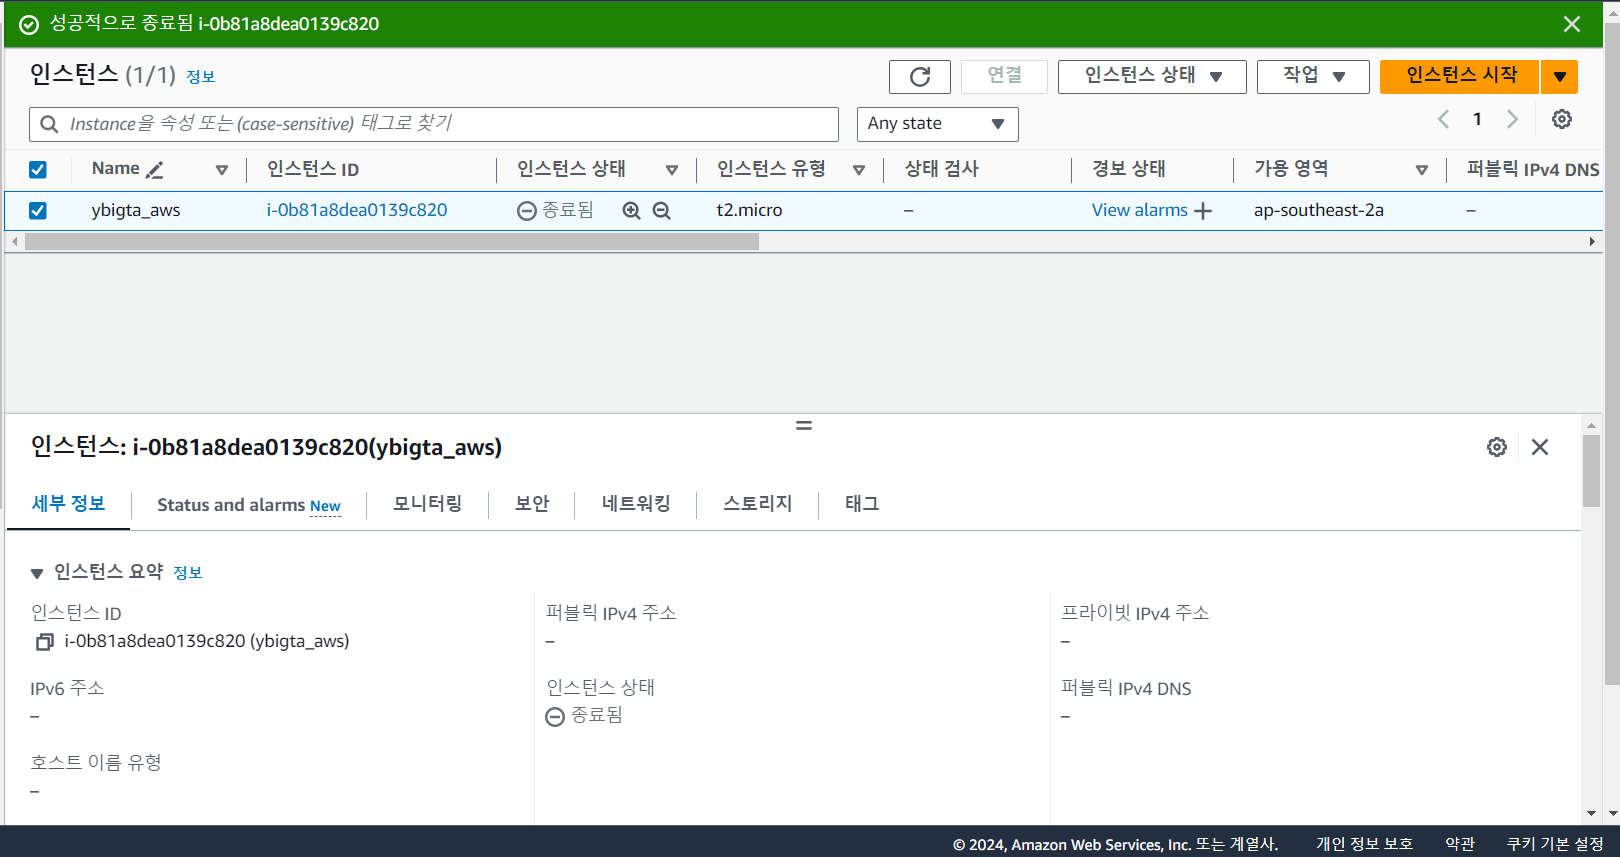 성공적으로 종료됨 i-0b81a8dea0139c820
인스턴스 (1/1) 정보
연결
인스턴스 상태
작업
인스턴스 시작
Instance을 속성 또는 (case-sensitive) 태그로 찾기
Any state
1
Name 인스턴스 ID 인스턴스 상태 인스턴스 유형 상태 검사 경보 상태 가용 영역 퍼블릭 IPv4 DNS
ybigta_aws i-0b81a8dea0139c820 종료됨 t2.micro – View alarms + ap-southeast-2a –
인스턴스: i-0b81a8dea0139c820(ybigta_aws)
세부 정보 Status and alarms New 모니터링 보안 네트워킹 스토리지 태그
인스턴스 요약 정보
인스턴스 ID
i-0b81a8dea0139c820 (ybigta_aws)
퍼블릭 IPv4 주소
–
프라이빗 IPv4 주소
–
IPv6 주소
–
인스턴스 상태
종료됨
퍼블릭 IPv4 DNS
–
호스트 이름 유형
–
© 2024, Amazon Web Services, Inc. 또는 계열사. 개인 정보 보호 약관 쿠키 기본 설정